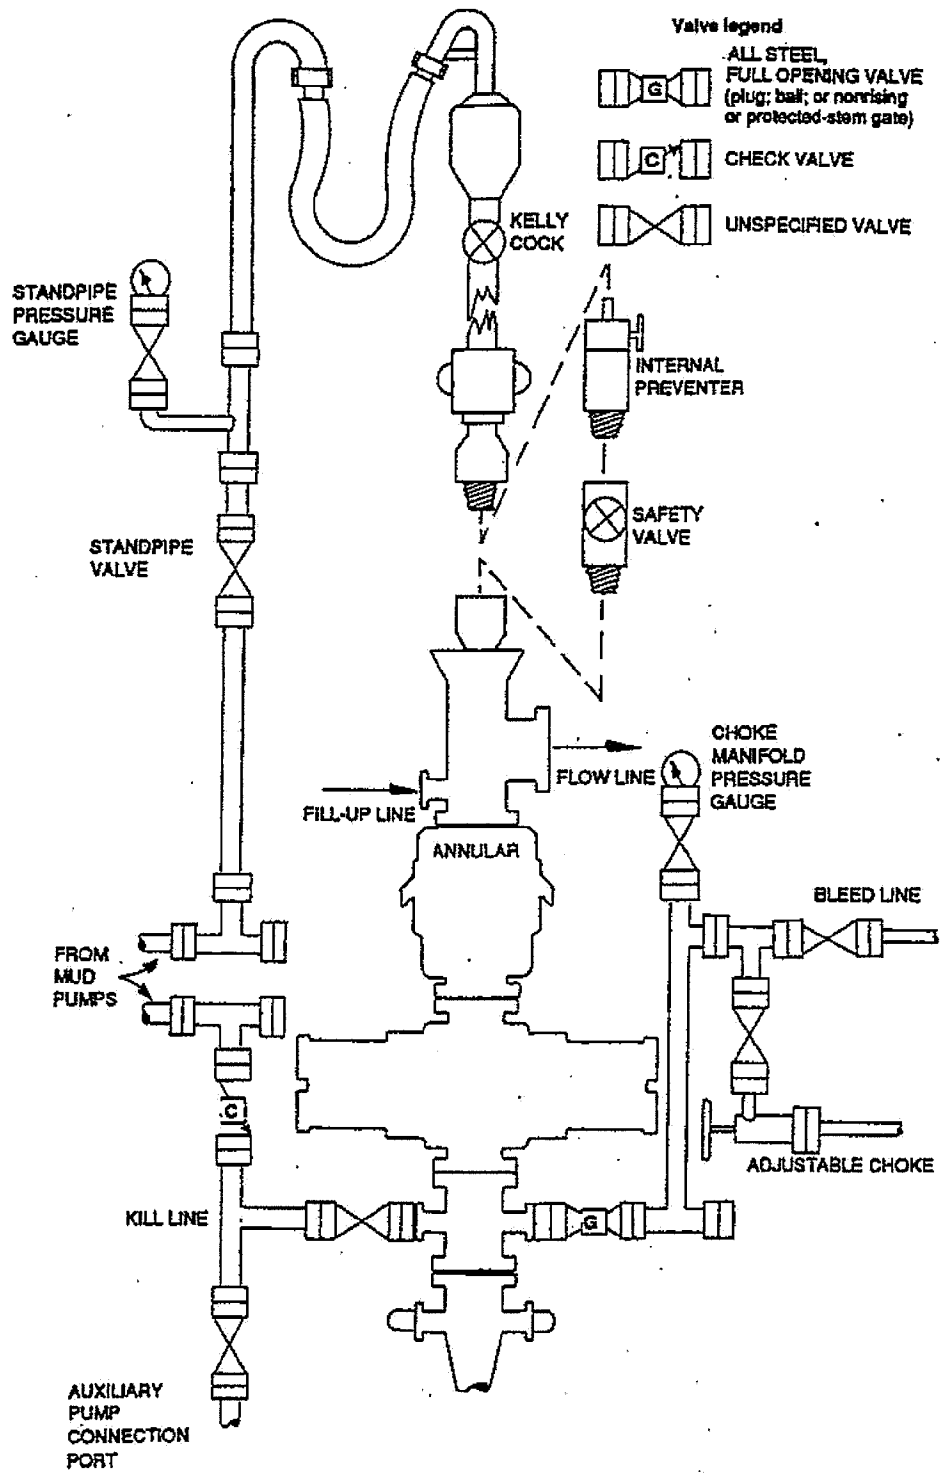 Valve legend
G
ALL STEEL,
FULL OPENING VALVE
(plug; ball; or nonrising
or protected-stem gate)
C
CHECK VALVE
UNSPECIFIED VALVE
KELLY
COCK
STANDPIPE
PRESSURE
GAUGE
INTERNAL
PREVENTER
SAFETY
VALVE
STANDPIPE
VALVE
CHOKE
MANIFOLD
PRESSURE
GAUGE
FLOW LINE
FILL-UP LINE
ANNULAR
BLEED LINE
FROM
MUD
PUMPS
C
ADJUSTABLE CHOKE
KILL LINE
G
AUXILIARY
PUMP
CONNECTION
PORT